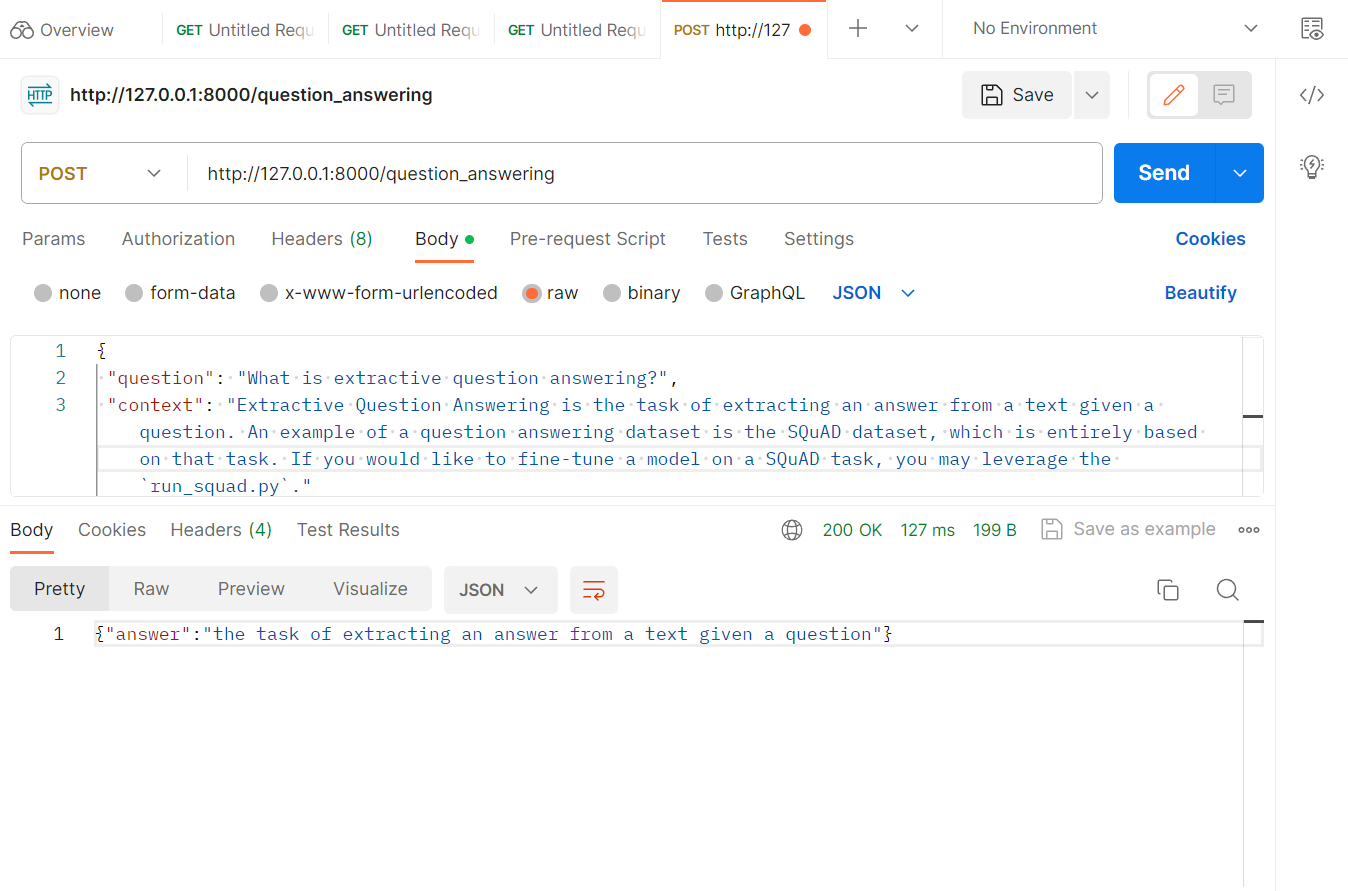 Overview GET Untitled Requ GET Untitled Requ GET Untitled Requ POST http://127 No Environment
HTTP http://127.0.0.1:8000/question_answering Save
POST http://127.0.0.1:8000/question_answering Send
Params Authorization Headers (8) Body Pre-request Script Tests Settings Cookies
none form-data x-www-form-urlencoded raw binary GraphQL JSON Beautify
1 {
2 "question": "What is extractive question answering?",
3 "context": "Extractive Question Answering is the task of extracting an answer from a text given a
question. An example of a question answering dataset is the SQuAD dataset, which is entirely based
on that task. If you would like to fine-tune a model on a SQuAD task, you may leverage the
`run_squad.py`."
Body Cookies Headers (4) Test Results 200 OK 127 ms 199 B Save as example
Pretty Raw Preview Visualize JSON
1 {"answer":"the task of extracting an answer from a text given a question"}